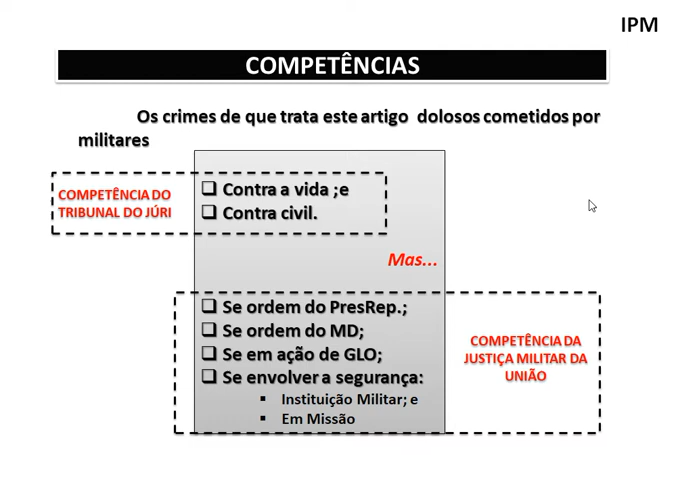 IPM
COMPETÊNCIAS
Os crimes de que trata este artigo dolosos cometidos por
militares
COMPETÊNCIA DO
TRIBUNAL DO JÚRI
❑ Contra a vida ;e
❑ Contra civil.
Mas...
❑ Se ordem do PresRep.;
❑ Se ordem do MD;
❑ Se em ação de GLO;
❑ Se envolver a segurança:
▪ Instituição Militar; e
▪ Em Missão
COMPETÊNCIA DA
JUSTIÇA MILITAR DA
UNIÃO